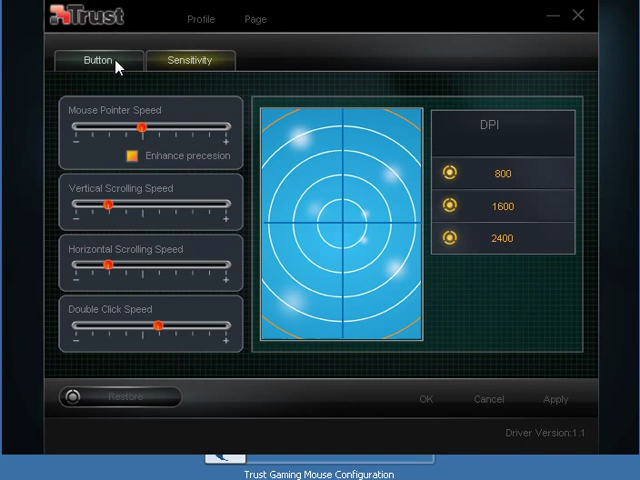 Trust
Profile
Page
Button
Sensitivity
Mouse Pointer Speed
Enhance precesion
Vertical Scrolling Speed
Horizontal Scrolling Speed
Double Click Speed
DPI
800
1600
2400
Restore
OK
Cancel
Apply
Driver Version:1.1
Trust Gaming Mouse Configuration